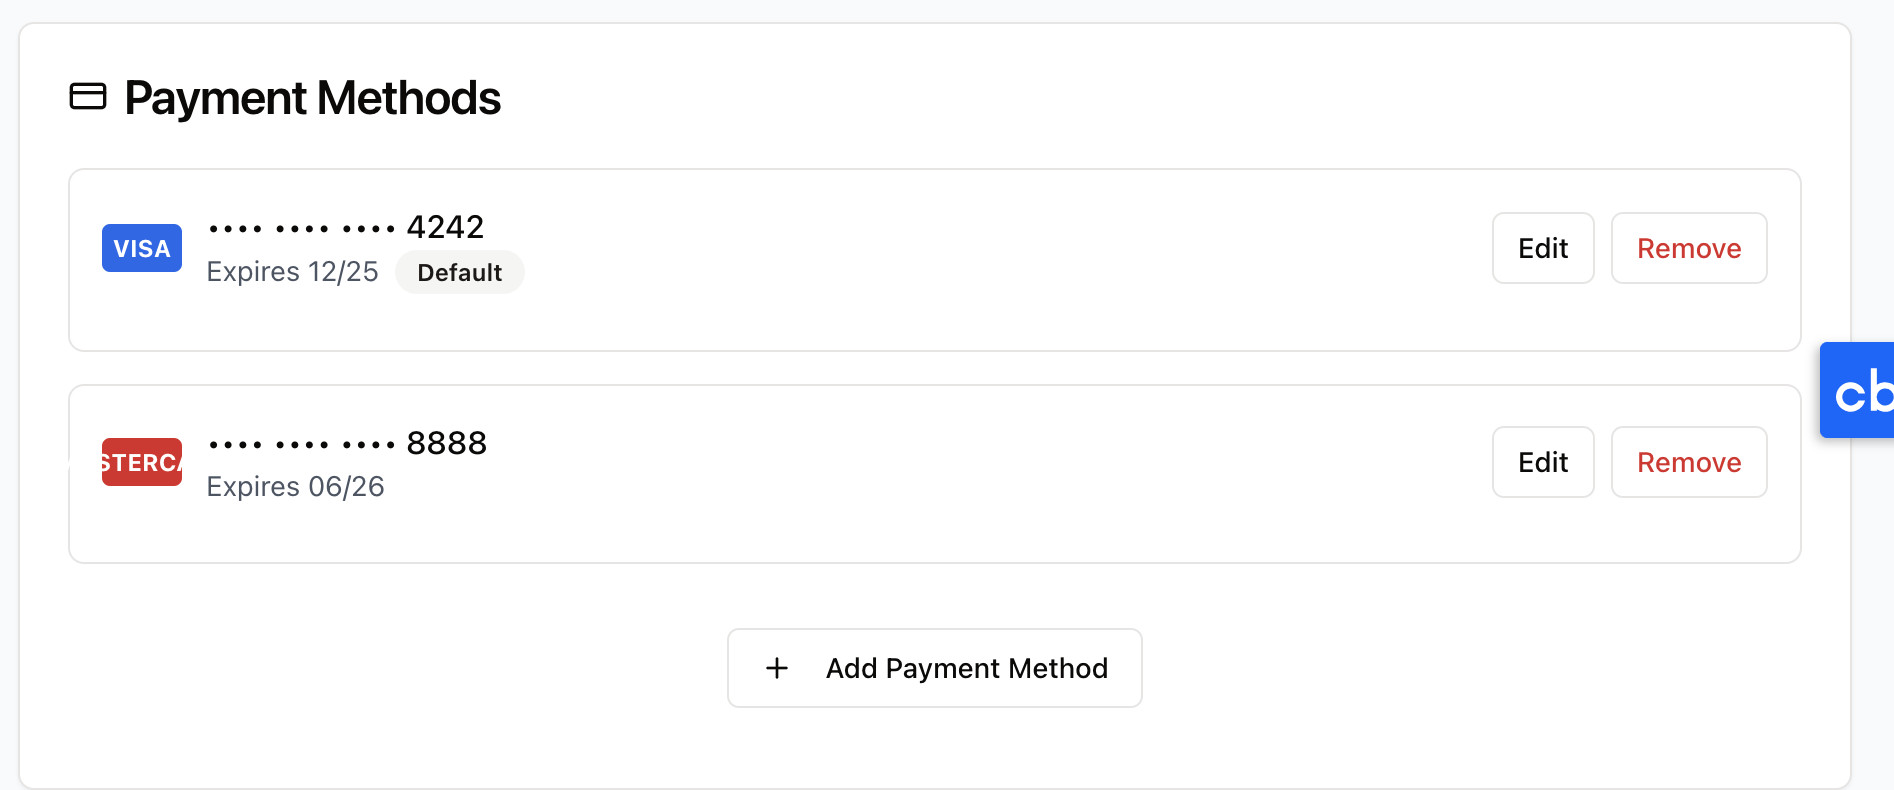 Payment Methods
VISA
•••• •••• •••• 4242
Expires 12/25
Default
Edit
Remove
STERCA
•••• •••• •••• 8888
Expires 06/26
Edit
Remove
cb
+ Add Payment Method